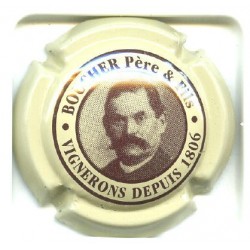 BOUCHER Père & Fils
• VIGNERONS DEPUIS 1806 •